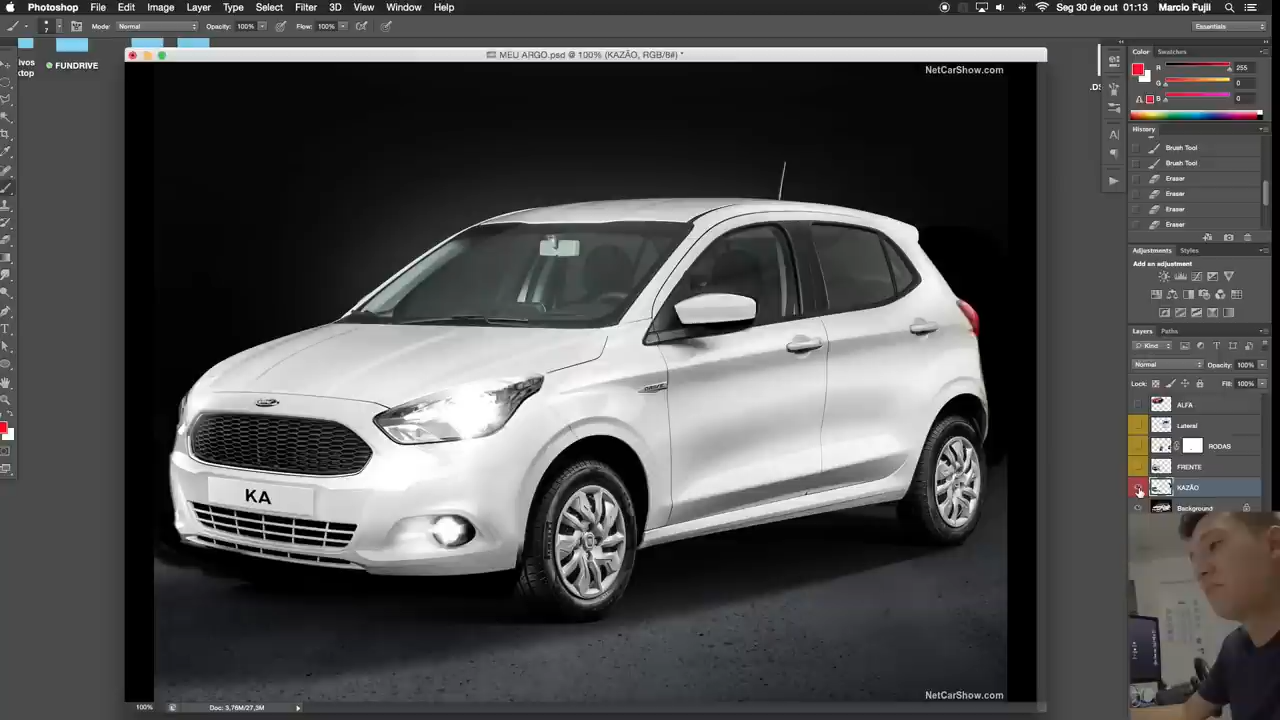 Photoshop File Edit Image Layer Type Select Filter 3D View Window Help Seg 30 de out 01:13 Marcio Fujii
7 Mode: Normal Opacity: 100% Flow: 100% Essentials
MEU ARGO.psd @ 100% (KAZÃO, RGB/8#) *
ivos
ktop
FUNDRIVE
NetCarShow.com
KA
NetCarShow.com
100% Doc: 3,76M/27,3M
.DS
Color Swatches
R 255
G 0
B 0
History
Brush Tool
Brush Tool
Eraser
Eraser
Eraser
Eraser
Adjustments Styles
Add an adjustment
Layers Paths
Kind
Normal Opacity: 100%
Lock: Fill: 100%
ALFA
Lateral
RODAS
FRENTE
KAZÃO
Background